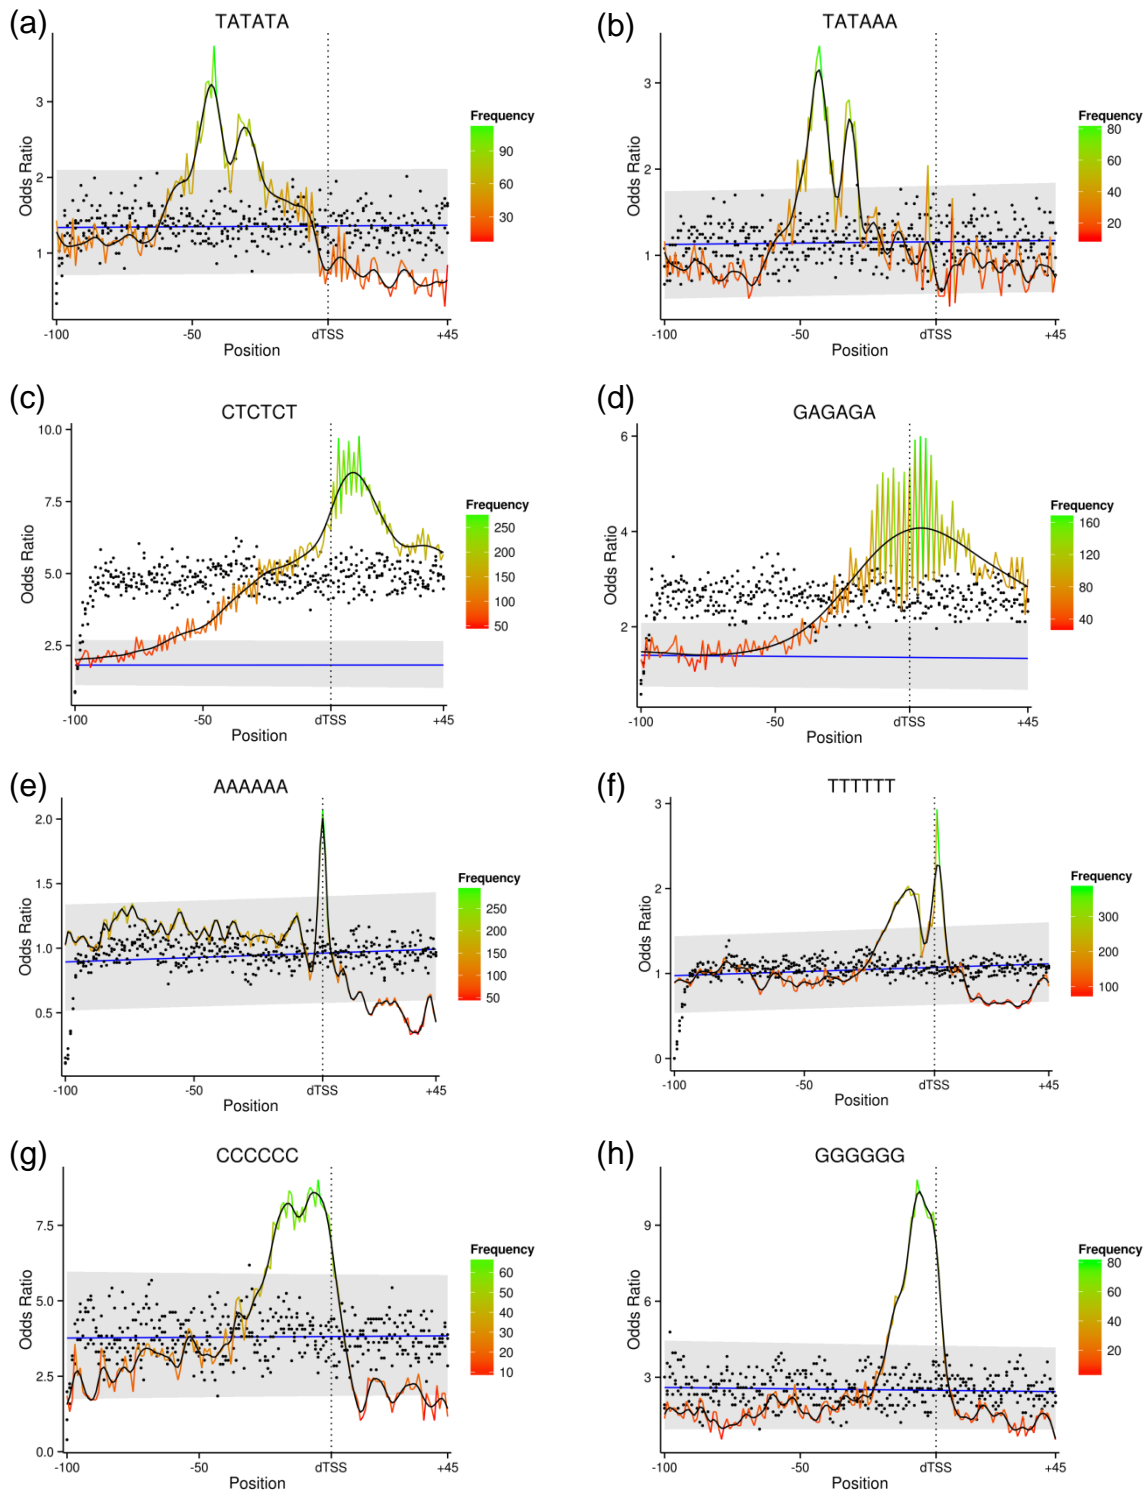 (a)
TATATA
Odds Ratio
3
2
1
-100
-50
dTSS
+45
Position
Frequency
90
60
30
(b)
TATAAA
Odds Ratio
3
2
1
-100
-50
dTSS
+45
Position
Frequency
80
60
40
20
(c)
CTCTCT
Odds Ratio
10.0
7.5
5.0
2.5
-100
-50
dTSS
+45
Position
Frequency
250
200
150
100
50
(d)
GAGAGA
Odds Ratio
6
4
2
-100
-50
dTSS
+45
Position
Frequency
160
120
80
40
(e)
AAAAAA
Odds Ratio
2.0
1.5
1.0
0.5
-100
-50
dTSS
+45
Position
Frequency
250
200
150
100
50
(f)
TTTTTT
Odds Ratio
3
2
1
0
-100
-50
dTSS
+45
Position
Frequency
300
200
100
(g)
CCCCCC
Odds Ratio
7.5
5.0
2.5
0.0
-100
-50
dTSS
+45
Position
Frequency
60
50
40
30
20
10
(h)
GGGGGG
Odds Ratio
9
6
3
-100
-50
dTSS
+45
Position
Frequency
80
60
40
20